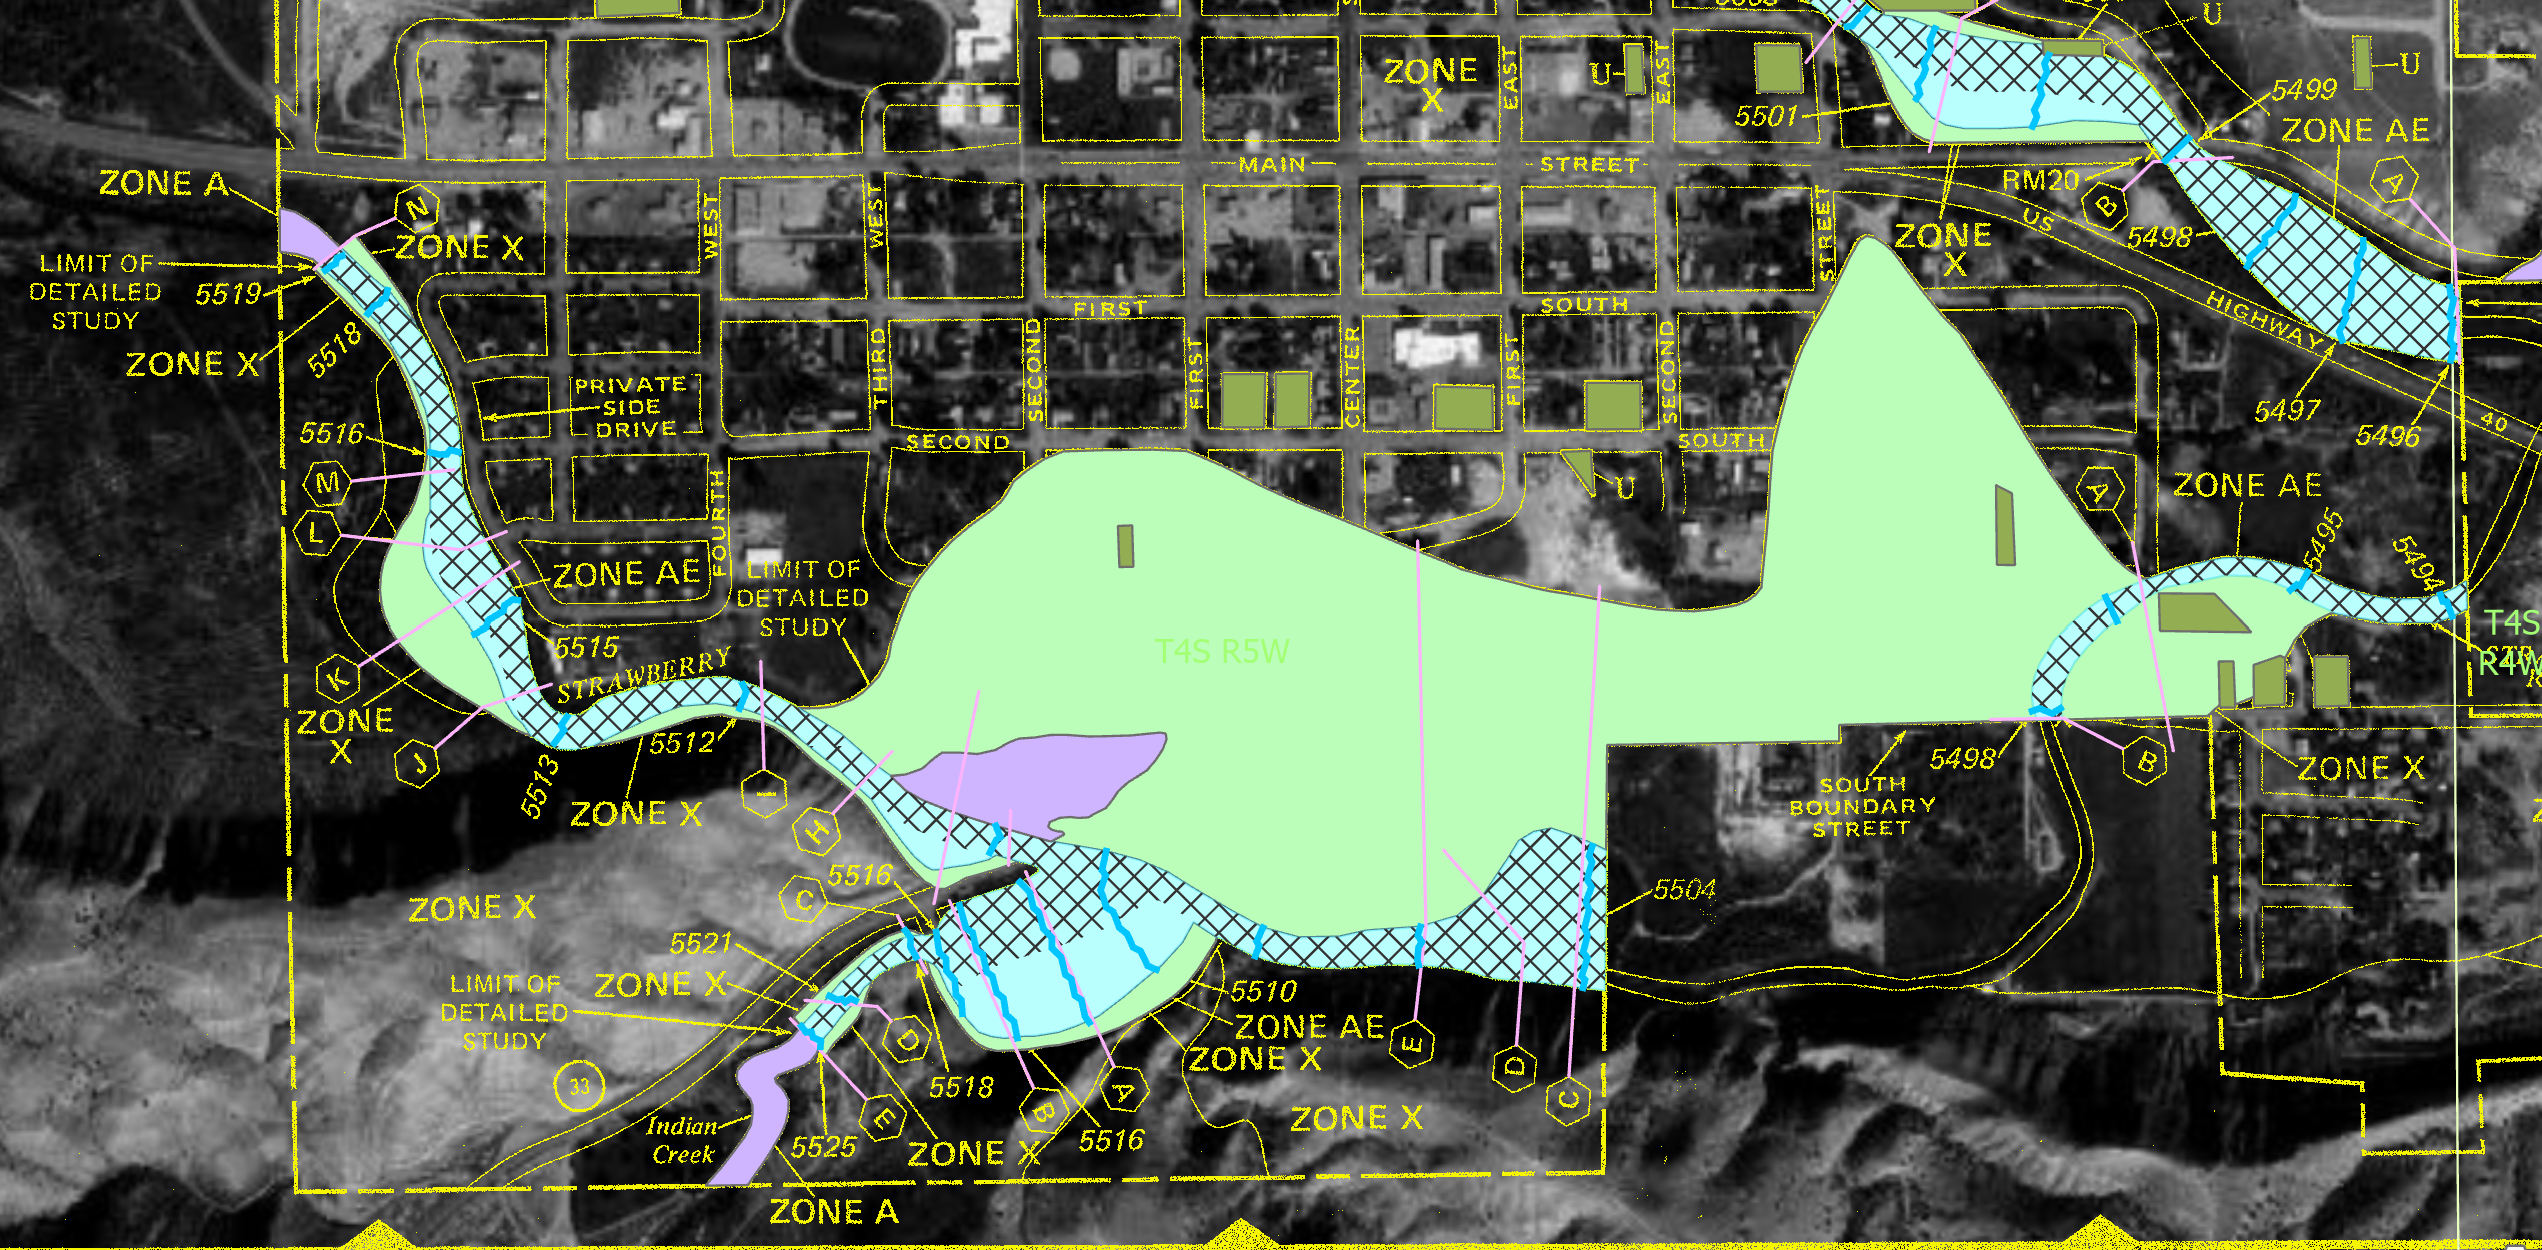 ZONE X
U
U
U
5501
5499
ZONE AE
A
MAIN
STREET
EAST
EAST
ZONE A
N
ZONE X
LIMIT OF
DETAILED
STUDY
5519
ZONE X
5518
WEST
WEST
RM20
B
US
HIGHWAY
40
5498
ZONE
X
STREET
FIRST
SOUTH
5497
5496
PRIVATE
SIDE
DRIVE
THIRD
SECOND
FIRST
CENTER
FIRST
SECOND
5516
M
L
SECOND
SOUTH
U
A
ZONE AE
5495
5494
FOURTH
ZONE AE
LIMIT OF
DETAILED
STUDY
5515
STRAWBERRY
T4S R5W
T4S
R4W
K
ZONE
X
J
5513
5512
ZONE X
I
H
5498
B
ZONE X
SOUTH
BOUNDARY
STREET
ZONE X
C
5516
5504
5521
ZONE X
LIMIT OF
DETAILED
STUDY
5510
ZONE AE
ZONE X
D
E
D
C
33
5518
B
A
E
5525
5516
ZONE X
ZONE X
Indian
Creek
ZONE A